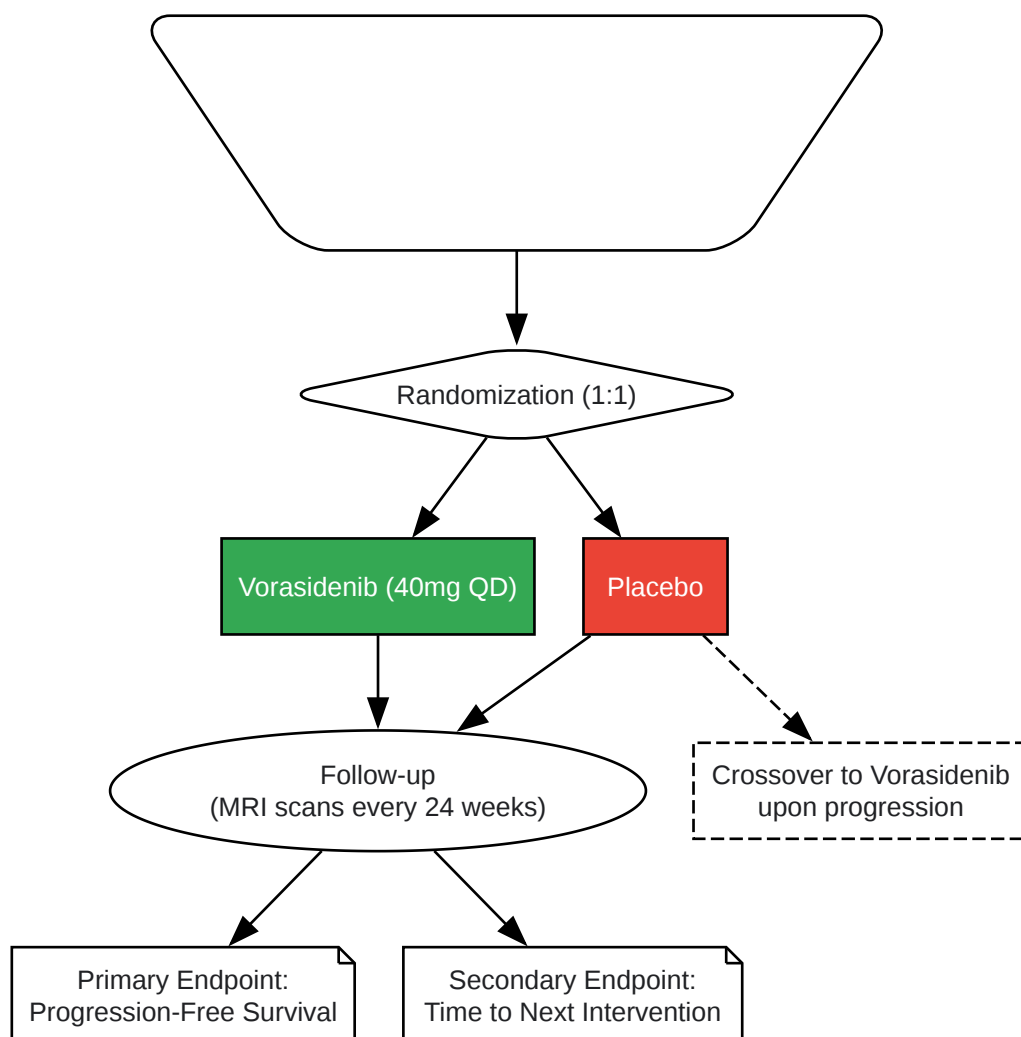 Randomization (1:1)
Vorasidenib (40mg QD)
Placebo
Follow-up
(MRI scans every 24 weeks)
Crossover to Vorasidenib
upon progression
Primary Endpoint:
Progression-Free Survival
Secondary Endpoint:
Time to Next Intervention